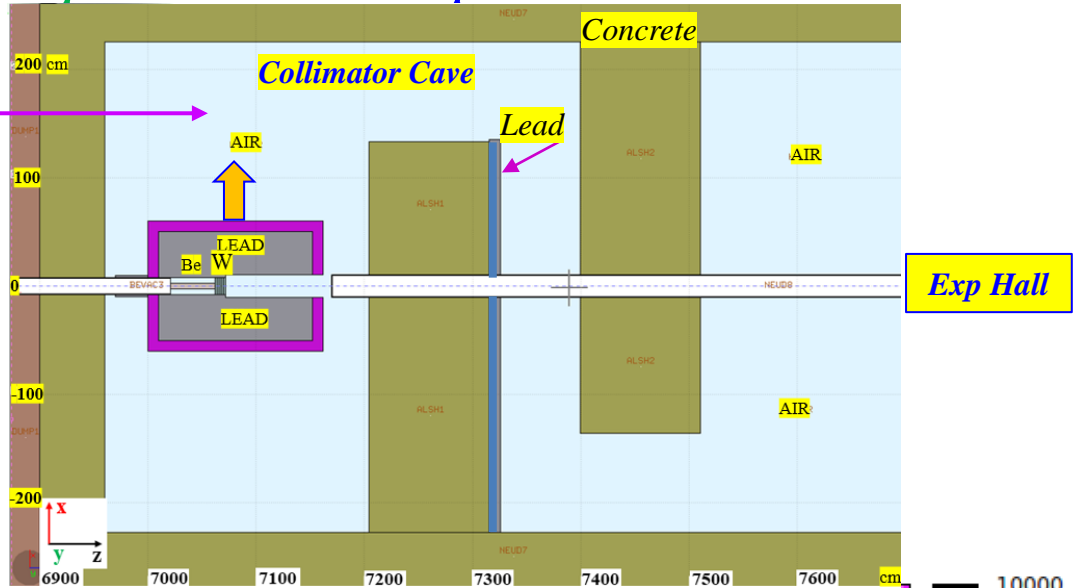 NEUD7
Concrete
200 cm
Collimator Cave
Lead
DUMP1
AIR
ALSH2
AIR
100
ALSH1
LEAD
Be
W
0
BEVAC3
NEUD8
Exp Hall
LEAD
ALSH2
-100
ALSH1
AIR
DUMP1
-200
x
NEUD7
y
z
6900
7000
7100
7200
7300
7400
7500
7600
cm
10000